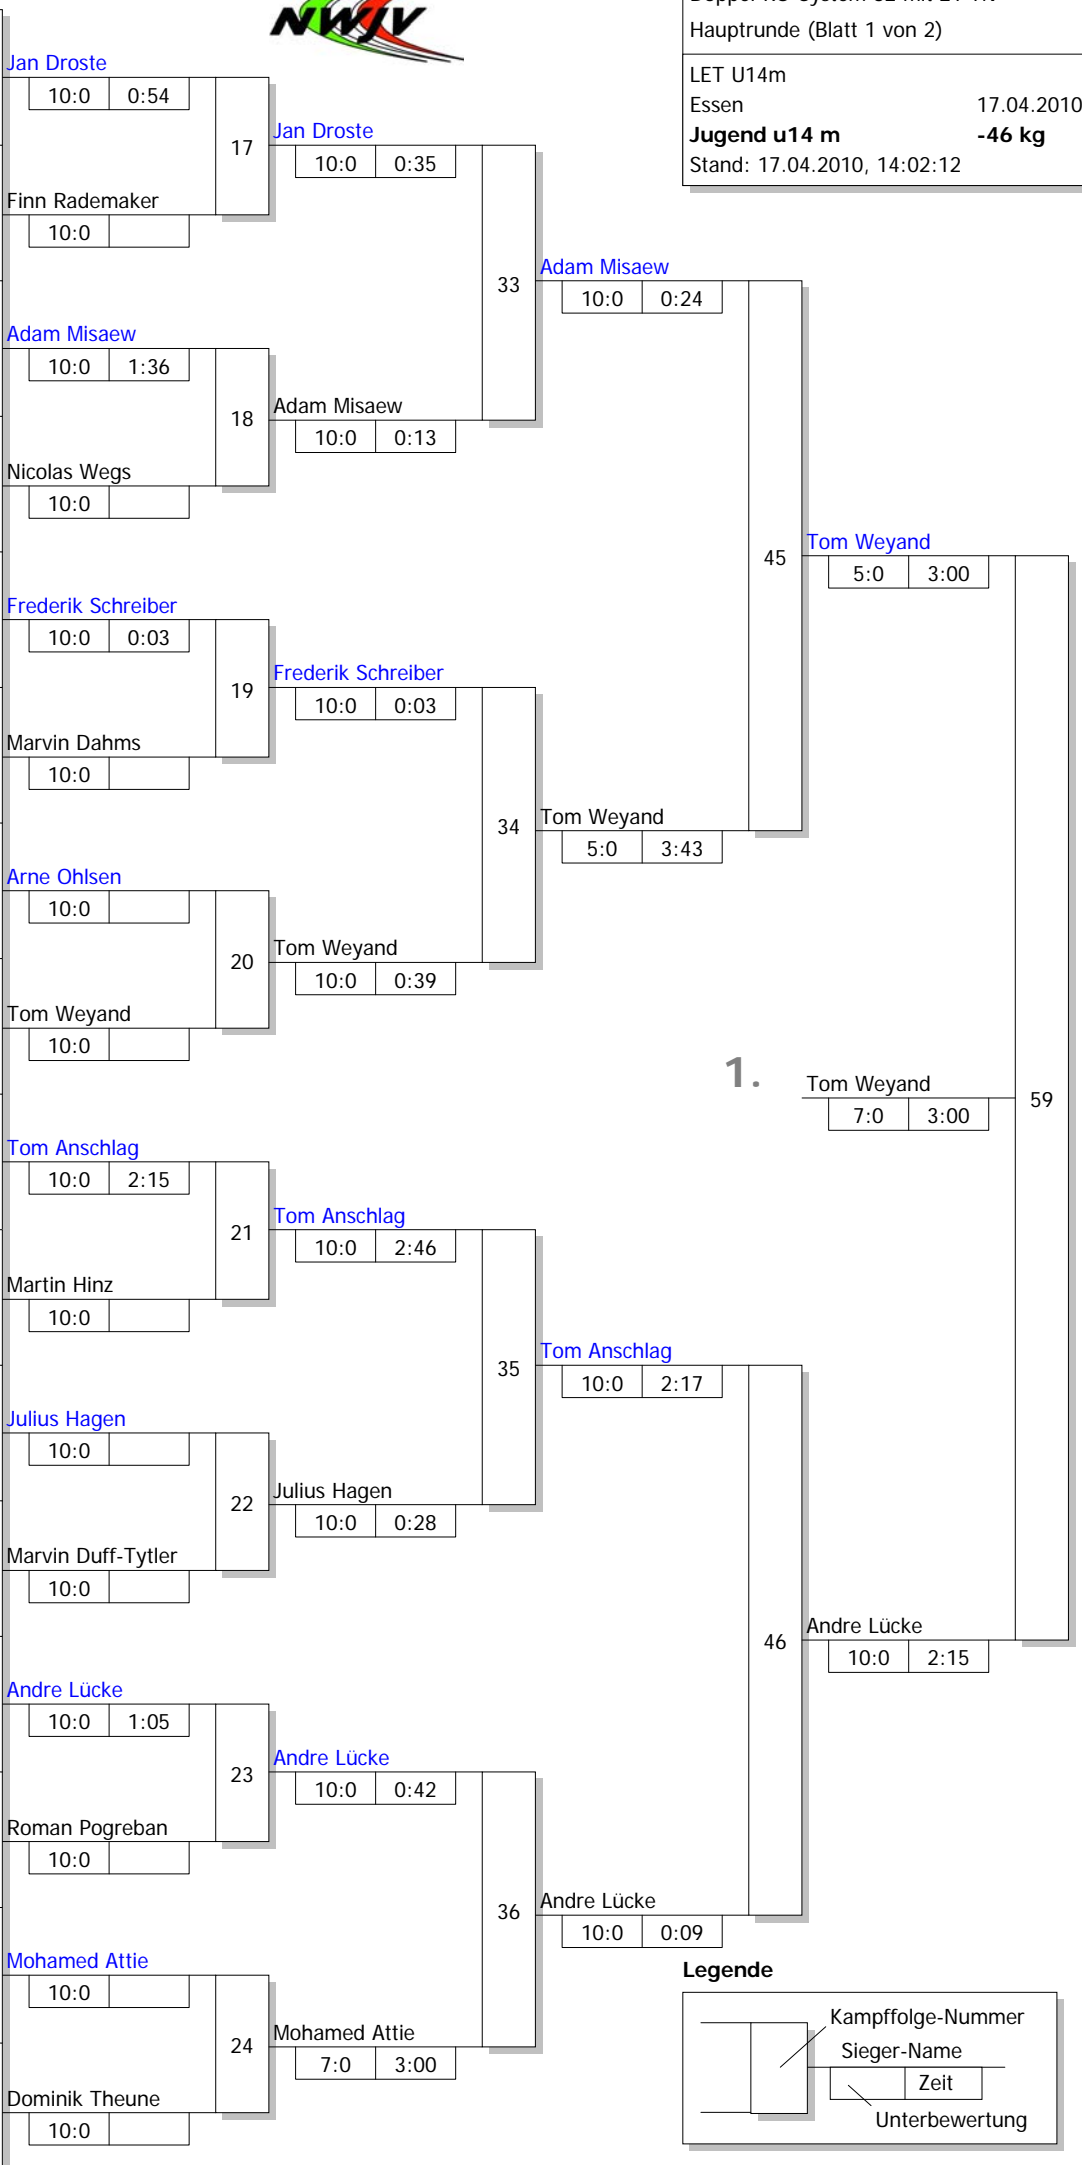 NWJV
Hauptrunde (Blatt 1 von 2)
LET U14m
Essen 17.04.2010
Jugend u14 m -46 kg
Stand: 17.04.2010, 14:02:12
Jan Droste
10:0 0:54
17
Jan Droste
10:0 0:35
Finn Rademaker
10:0
33
Adam Misaew
10:0 0:24
Adam Misaew
10:0 1:36
18
Adam Misaew
10:0 0:13
Nicolas Wegs
10:0
45
Tom Weyand
5:0 3:00
Frederik Schreiber
10:0 0:03
19
Frederik Schreiber
10:0 0:03
Marvin Dahms
10:0
34
Tom Weyand
5:0 3:43
Arne Ohlsen
10:0
20
Tom Weyand
10:0 0:39
Tom Weyand
10:0
1.
Tom Weyand
7:0 3:00
59
Tom Anschlag
10:0 2:15
21
Tom Anschlag
10:0 2:46
Martin Hinz
10:0
35
Tom Anschlag
10:0 2:17
Julius Hagen
10:0
22
Julius Hagen
10:0 0:28
Marvin Duff-Tytler
10:0
46
Andre Lücke
10:0 2:15
Andre Lücke
10:0 1:05
23
Andre Lücke
10:0 0:42
Roman Pogreban
10:0
36
Andre Lücke
10:0 0:09
Mohamed Attie
10:0
24
Mohamed Attie
7:0 3:00
Dominik Theune
10:0
Legende
Kampffolge-Nummer
Sieger-Name
Zeit
Unterbewertung